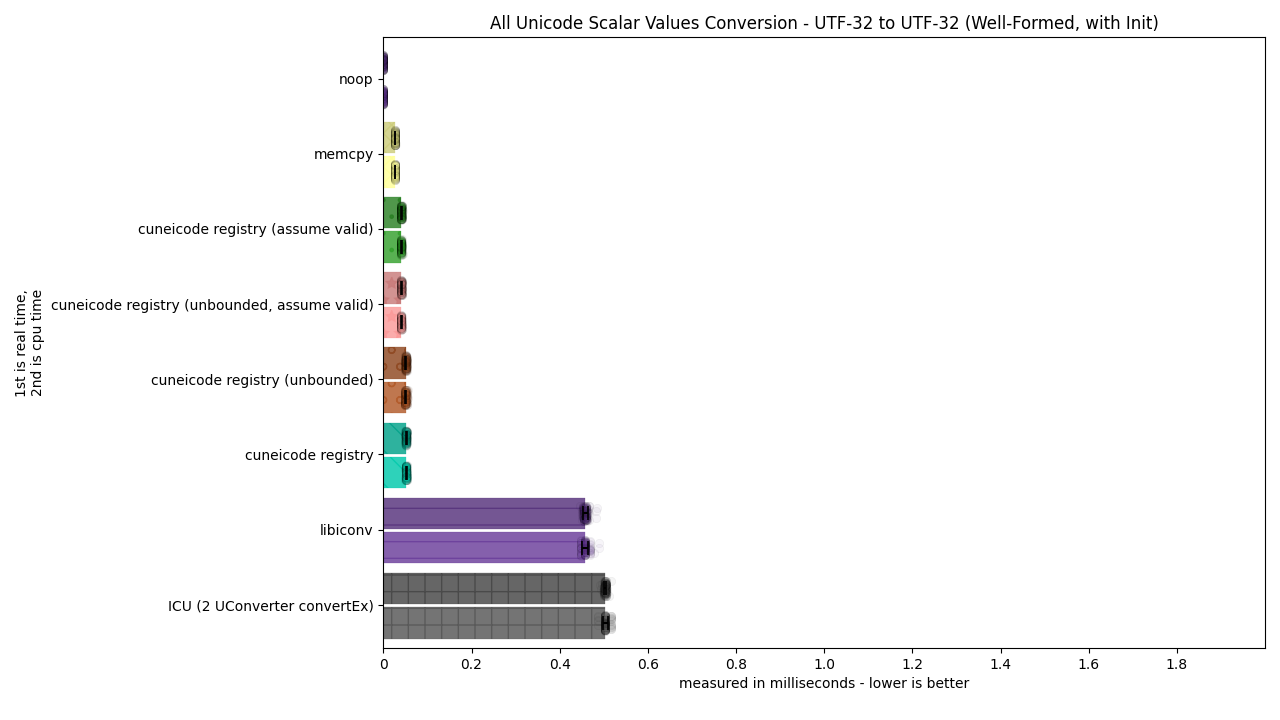 All Unicode Scalar Values Conversion - UTF-32 to UTF-32 (Well-Formed, with Init)
1st is real time,
2nd is cpu time
noop
memcpy
cuneicode registry (assume valid)
cuneicode registry (unbounded, assume valid)
cuneicode registry (unbounded)
cuneicode registry
libiconv
ICU (2 UConverter convertEx)
0 0.2 0.4 0.6 0.8 1.0 1.2 1.4 1.6 1.8
measured in milliseconds - lower is better